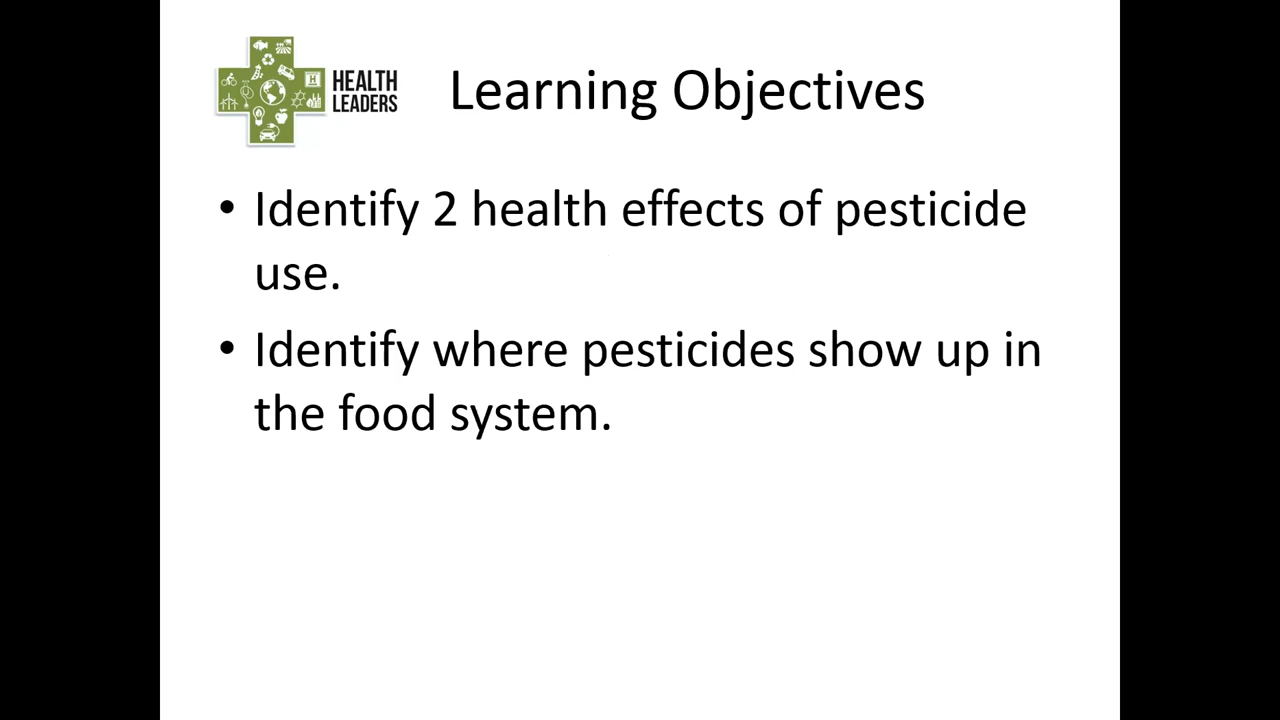 HEALTH
LEADERS
Learning Objectives
• Identify 2 health effects of pesticide
use.
• Identify where pesticides show up in
the food system.